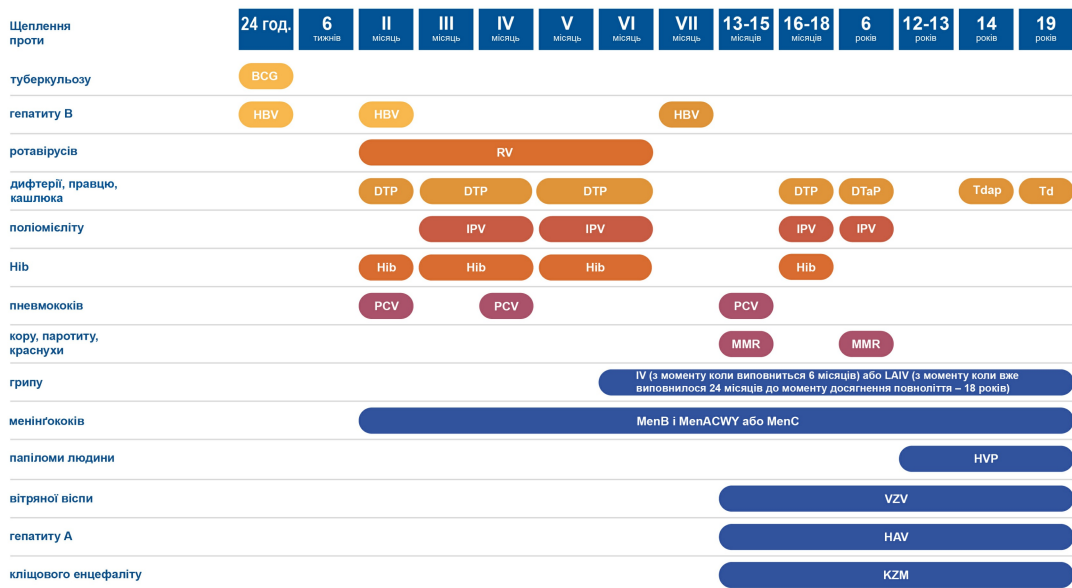 Щеплення
проти
24 год.
6
тижнів
II
місяць
III
місяць
IV
місяць
V
місяць
VI
місяць
VII
місяць
13-15
місяців
16-18
місяців
6
років
12-13
років
14
років
19
років
туберкульозу
BCG
гепатиту В
HBV HBV HBV
ротавірусів
RV
дифтерії, правцю,
кашлюка
DTP DTP DTP DTP DTaP Tdap Td
поліомієліту
IPV IPV IPV IPV
Hib
Hib Hib Hib Hib
пневмококів
PCV PCV PCV
кору, паротиту,
краснухи
MMR MMR
грипу
IV (з моменту коли виповниться 6 місяців) або LAIV (з моменту коли вже
виповнилося 24 місяців до моменту досягнення повноліття – 18 років)
менінґококів
MenB i MenACWY або MenC
папіломи людини
HVP
вітряної віспи
VZV
гепатиту А
HAV
кліщового енцефаліту
KZM